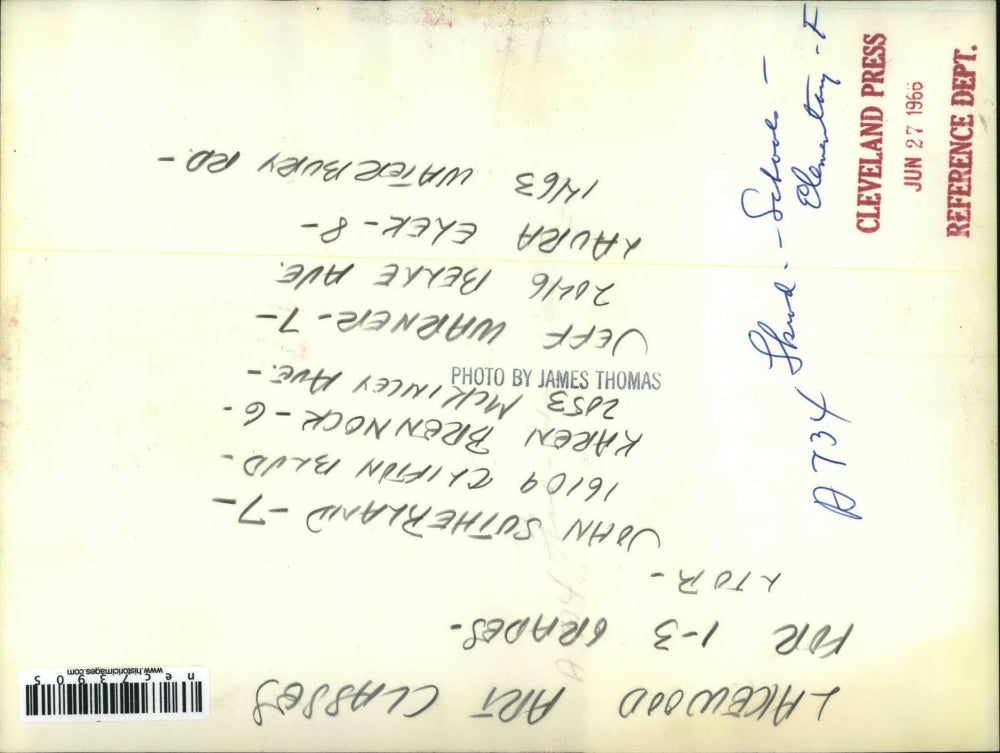 LAKEWOOD ART CLASSES
FOR 1-3 GRADES-
L TO R -
JOHN SUTHERLAND -7-
16109 CLIFTON BLVD-
KAREN BRENNOCK -6-
2053 McKINLEY AVE.-
JEFF WARNER -7-
2046 BELLE AVE.
LAURA ELEK -8-
1463 WATERBURY RD-
PHOTO BY JAMES THOMAS
A734 Lkwd. - Schools -
Elementary - F
CLEVELAND PRESS
JUN 27 1966
REFERENCE DEPT.
nec7373905
www.historicimages.com